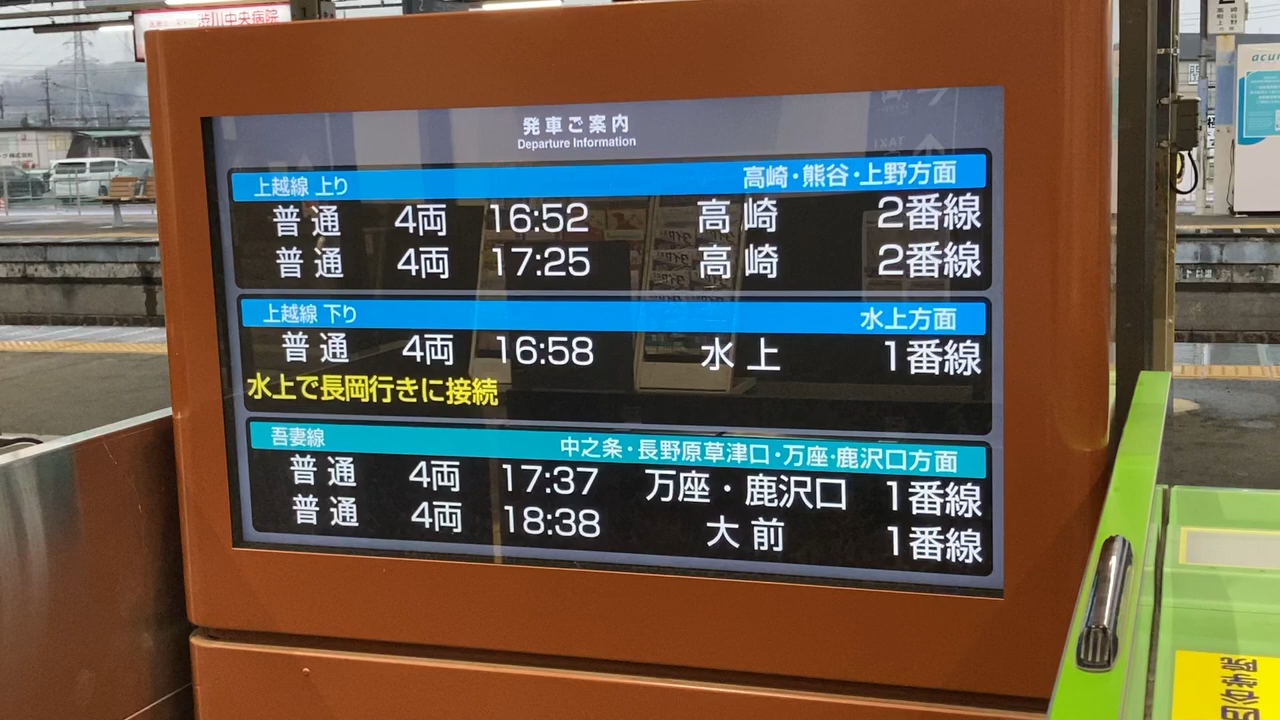 渋川中央病院
発車ご案内
Departure Information
上越線 上り 高崎・熊谷・上野方面
普通 4両 16:52 高崎 2番線
普通 4両 17:25 高崎 2番線
上越線 下り 水上方面
普通 4両 16:58 水上 1番線
水上で長岡行きに接続
吾妻線 中之条・長野原草津口・万座・鹿沢口方面
普通 4両 17:37 万座・鹿沢口 1番線
普通 4両 18:38 大前 1番線